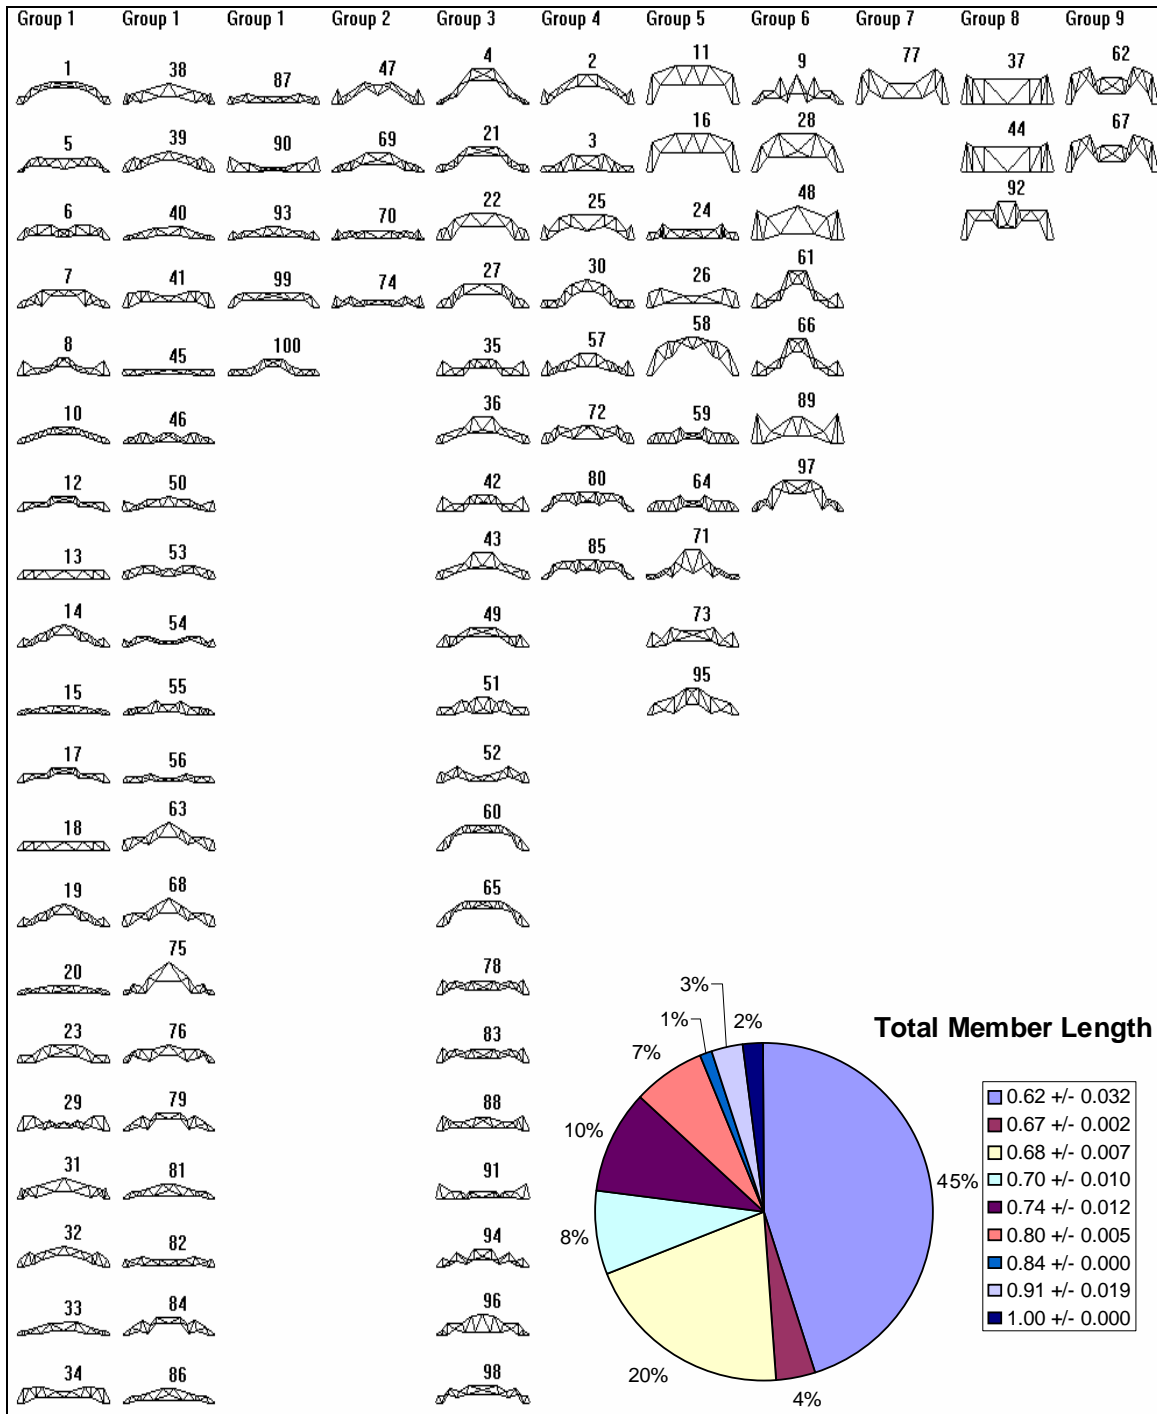 Group 1 Group 1 Group 1 Group 2 Group 3 Group 4 Group 5 Group 6 Group 7 Group 8 Group 9
1 38 87 47 4 2 11 9 77 37 62
5 39 90 69 21 3 16 28 44 67
6 40 93 70 22 25 24 48 92
7 41 99 74 27 30 26 61
8 45 100 35 57 58 66
10 46 36 72 59 89
12 50 42 80 64 97
13 53 43 85 71
14 54 49 73
15 55 51 95
17 56 52
18 63 60
19 68 65
20 75 78
23 76 83
29 79 88
31 81 91
32 82 94
33 84 96
34 86 98
Total Member Length
3%
1%
2%
7%
10%
8%
20%
4%
45%
0.62 +/- 0.032
0.67 +/- 0.002
0.68 +/- 0.007
0.70 +/- 0.010
0.74 +/- 0.012
0.80 +/- 0.005
0.84 +/- 0.000
0.91 +/- 0.019
1.00 +/- 0.000